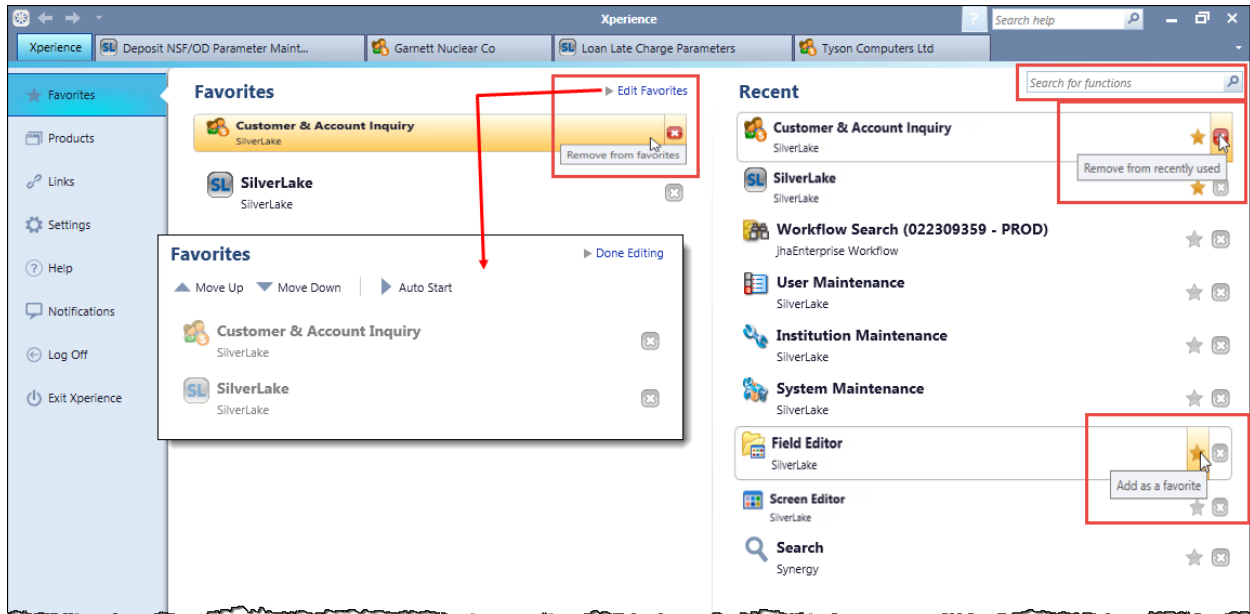 Xperience
?
Search help
Xperience
SL Deposit NSF/OD Parameter Maint...
Garnett Nuclear Co
SL Loan Late Charge Parameters
Tyson Computers Ltd
Favorites
Products
Links
Settings
? Help
Notifications
Log Off
Exit Xperience
Favorites
Edit Favorites
Customer & Account Inquiry
SilverLake
Remove from favorites
SL SilverLake
SilverLake
Favorites
Done Editing
Move Up Move Down Auto Start
Customer & Account Inquiry
SilverLake
SL SilverLake
SilverLake
Recent
Search for functions
Customer & Account Inquiry
SilverLake
Remove from recently used
SL SilverLake
SilverLake
Workflow Search (022309359 - PROD)
jhaEnterprise Workflow
User Maintenance
SilverLake
Institution Maintenance
SilverLake
System Maintenance
SilverLake
Field Editor
SilverLake
Add as a favorite
Screen Editor
SilverLake
Search
Synergy